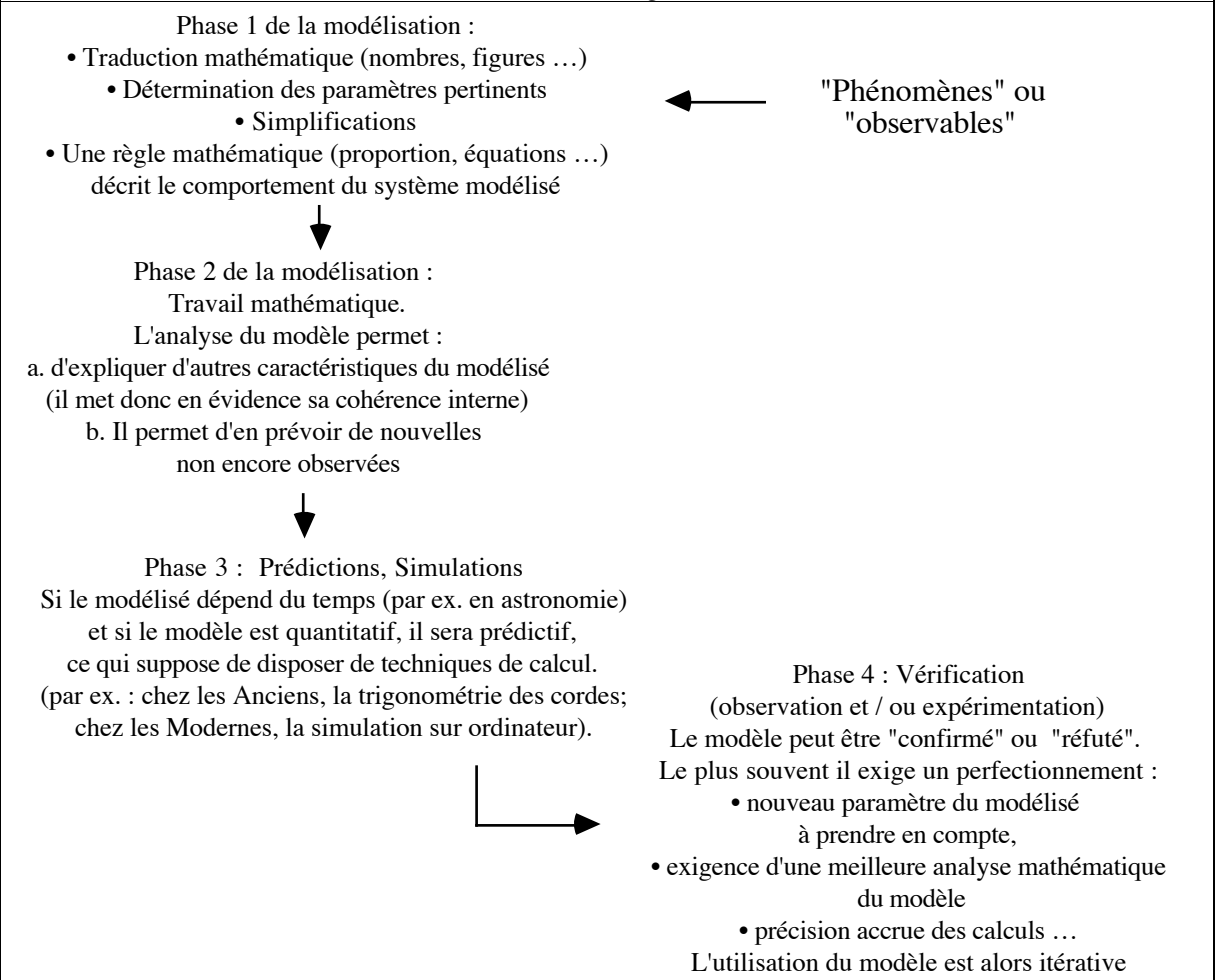 Phase 1 de la modélisation :
• Traduction mathématique (nombres, figures …)
• Détermination des paramètres pertinents
• Simplifications
• Une règle mathématique (proportion, équations …)
décrit le comportement du système modélisé
"Phénomènes" ou
"observables"
Phase 2 de la modélisation :
Travail mathématique.
L'analyse du modèle permet :
a. d'expliquer d'autres caractéristiques du modélisé
(il met donc en évidence sa cohérence interne)
b. Il permet d'en prévoir de nouvelles
non encore observées
Phase 3 : Prédictions, Simulations
Si le modélisé dépend du temps (par ex. en astronomie)
et si le modèle est quantitatif, il sera prédictif,
ce qui suppose de disposer de techniques de calcul.
(par ex. : chez les Anciens, la trigonométrie des cordes;
chez les Modernes, la simulation sur ordinateur).
Phase 4 : Vérification
(observation et / ou expérimentation)
Le modèle peut être "confirmé" ou "réfuté".
Le plus souvent il exige un perfectionnement :
• nouveau paramètre du modélisé
à prendre en compte,
• exigence d'une meilleure analyse mathématique
du modèle
• précision accrue des calculs …
L'utilisation du modèle est alors itérative